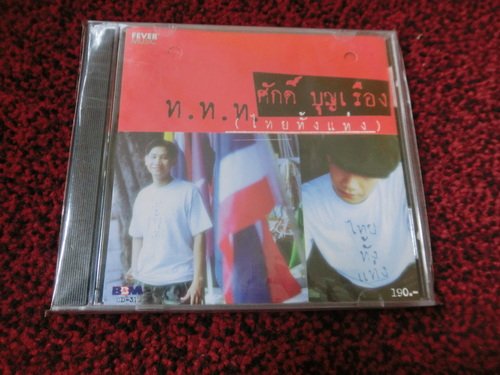 FEVER
ศักดิ์ บุญเรือง
ท.ท.ท
(ไทยทั้งแท่ง)
ไทย
ทั้ง
แท่ง
BSM
190.-